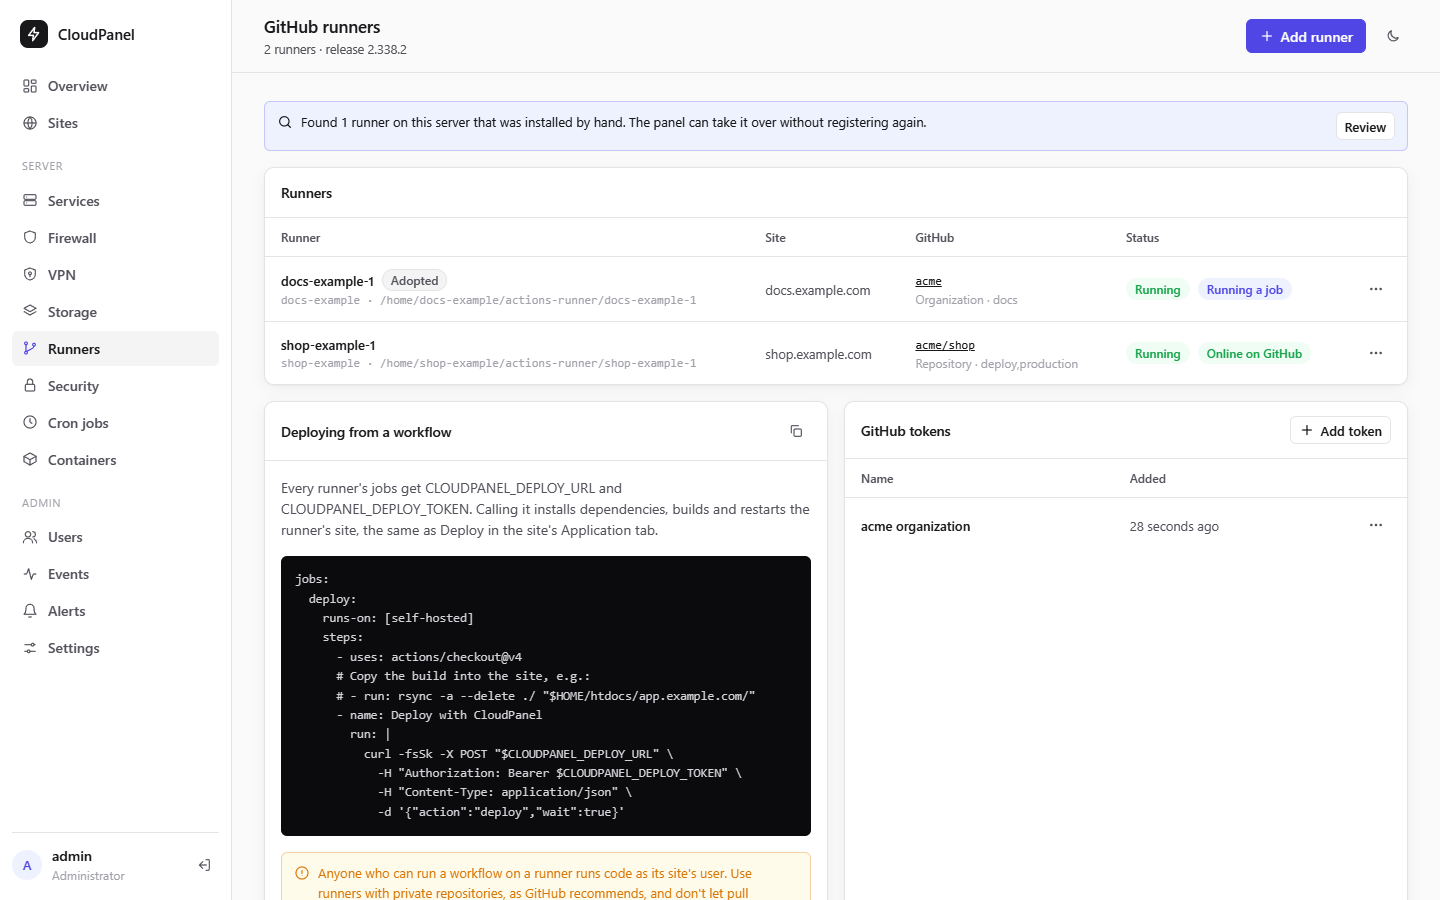 CloudPanel
Overview
Sites
SERVER
Services
Firewall
VPN
Storage
Runners
Security
Cron jobs
Containers
ADMIN
Users
Events
Alerts
Settings
A
admin
Administrator
GitHub runners
2 runners · release 2.338.2
Add runner
Found 1 runner on this server that was installed by hand. The panel can take it over without registering again.
Review
Runners
Runner Site GitHub Status
docs-example-1 Adopted
docs-example · /home/docs-example/actions-runner/docs-example-1
docs.example.com
acme
Organization · docs
Running Running a job
shop-example-1
shop-example · /home/shop-example/actions-runner/shop-example-1
shop.example.com
acme/shop
Repository · deploy,production
Running Online on GitHub
Deploying from a workflow
Every runner's jobs get CLOUDPANEL_DEPLOY_URL and
CLOUDPANEL_DEPLOY_TOKEN. Calling it installs dependencies, builds and restarts the
runner's site, the same as Deploy in the site's Application tab.
jobs:
  deploy:
    runs-on: [self-hosted]
    steps:
      - uses: actions/checkout@v4
      # Copy the build into the site, e.g.:
      # - run: rsync -a --delete ./ "$HOME/htdocs/app.example.com/"
      - name: Deploy with CloudPanel
        run: |
          curl -fsSk -X POST "$CLOUDPANEL_DEPLOY_URL" \
            -H "Authorization: Bearer $CLOUDPANEL_DEPLOY_TOKEN" \
            -H "Content-Type: application/json" \
            -d '{"action":"deploy","wait":true}'
Anyone who can run a workflow on a runner runs code as its site's user. Use
runners with private repositories, as GitHub recommends, and don't let pull
GitHub tokens
Add token
Name Added
acme organization 28 seconds ago